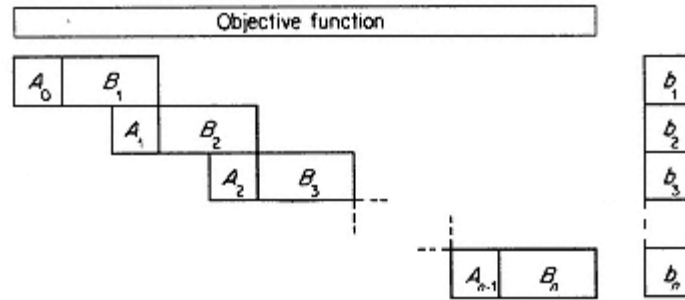 Objective function
A₀ B₁ b₁
A₁ B₂ b₂
A₂ B₃ b₃
Aₙ₋₁ Bₙ bₙ